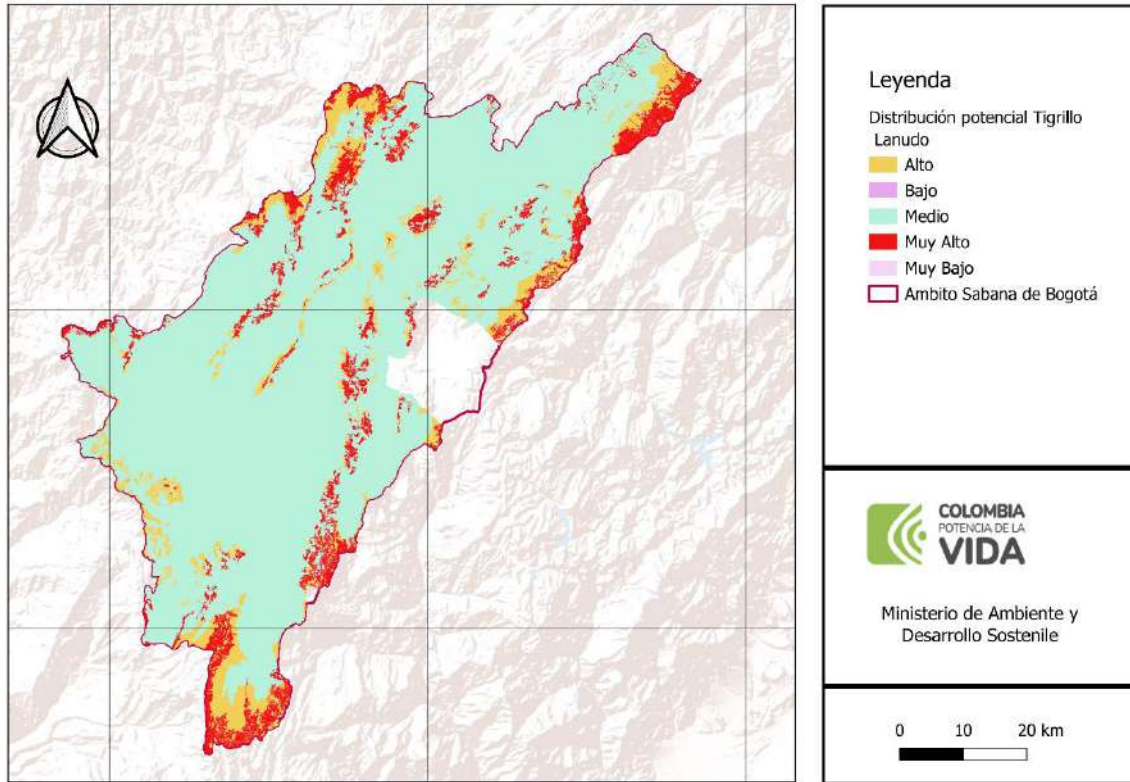 Leyenda
Distribución potencial Tigrillo
Lanudo
Alto
Bajo
Medio
Muy Alto
Muy Bajo
Ambito Sabana de Bogotá
COLOMBIA
POTENCIA DE LA
VIDA
Ministerio de Ambiente y
Desarrollo Sostenile
0 10 20 km